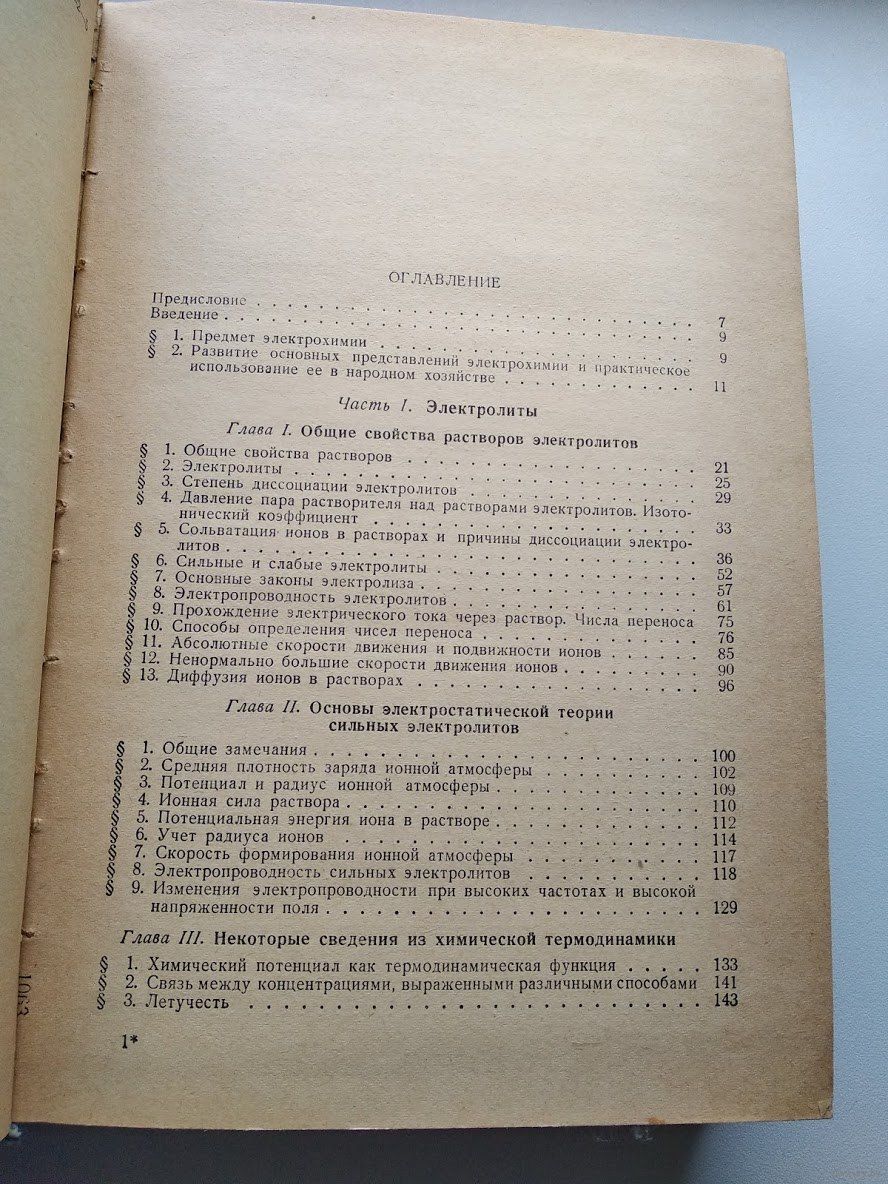 ОГЛАВЛЕНИЕ
Предисловие . . . . . . . . . . . . . . . . . . . . 7
Введение . . . . . . . . . . . . . . . . . . . . 9
§ 1. Предмет электрохимии . . . . . . . . . . . . . . . 9
§ 2. Развитие основных представлений электрохимии и практическое
использование ее в народном хозяйстве . . . . . . . . . . 11
Часть I. Электролиты
Глава I. Общие свойства растворов электролитов
§ 1. Общие свойства растворов . . . . . . . . . . . . . 21
§ 2. Электролиты . . . . . . . . . . . . . . . . . . 25
§ 3. Степень диссоциации электролитов . . . . . . . . . . 29
§ 4. Давление пара растворителя над растворами электролитов. Изото-
нический коэффициент . . . . . . . . . . . . . . . 33
§ 5. Сольватация ионов в растворах и причины диссоциации электро-
литов . . . . . . . . . . . . . . . . . . . . 36
§ 6. Сильные и слабые электролиты . . . . . . . . . . . . 52
§ 7. Основные законы электролиза . . . . . . . . . . . . 57
§ 8. Электропроводность электролитов . . . . . . . . . . . 61
§ 9. Прохождение электрического тока через раствор. Числа переноса 75
§ 10. Способы определения чисел переноса . . . . . . . . . . 76
§ 11. Абсолютные скорости движения и подвижности ионов . . . . 85
§ 12. Ненормально большие скорости движения ионов . . . . . . 90
§ 13. Диффузия ионов в растворах . . . . . . . . . . . . . 96
Глава II. Основы электростатической теории
сильных электролитов
§ 1. Общие замечания . . . . . . . . . . . . . . . . . 100
§ 2. Средняя плотность заряда ионной атмосферы . . . . . . . 102
§ 3. Потенциал и радиус ионной атмосферы . . . . . . . . . 109
§ 4. Ионная сила раствора . . . . . . . . . . . . . . . 110
§ 5. Потенциальная энергия иона в растворе . . . . . . . . . 112
§ 6. Учет радиуса ионов . . . . . . . . . . . . . . . . 114
§ 7. Скорость формирования ионной атмосферы . . . . . . . . 117
§ 8. Электропроводность сильных электролитов . . . . . . . . 118
§ 9. Изменения электропроводности при высоких частотах и высокой
напряженности поля . . . . . . . . . . . . . . . . 129
Глава III. Некоторые сведения из химической термодинамики
§ 1. Химический потенциал как термодинамическая функция . . . . . 133
§ 2. Связь между концентрациями, выраженными различными способами 141
§ 3. Летучесть . . . . . . . . . . . . . . . . . . . 143
1*
1063